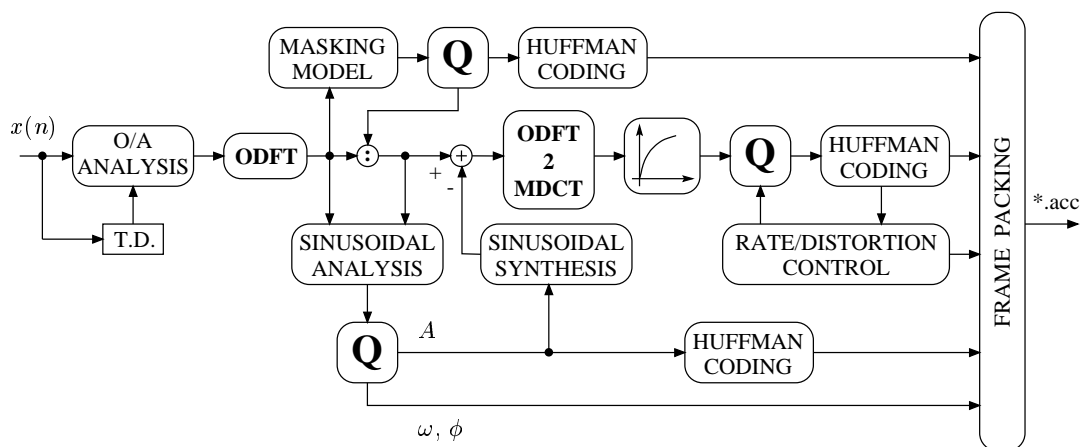 MASKING
MODEL
Q
HUFFMAN
CODING
x(n)
O/A
ANALYSIS
ODFT
:
+
+
-
ODFT
2
MDCT
Q
HUFFMAN
CODING
T.D.
SINUSOIDAL
ANALYSIS
SINUSOIDAL
SYNTHESIS
RATE/DISTORTION
CONTROL
Q
A
HUFFMAN
CODING
ω, ϕ
FRAME PACKING
*.acc